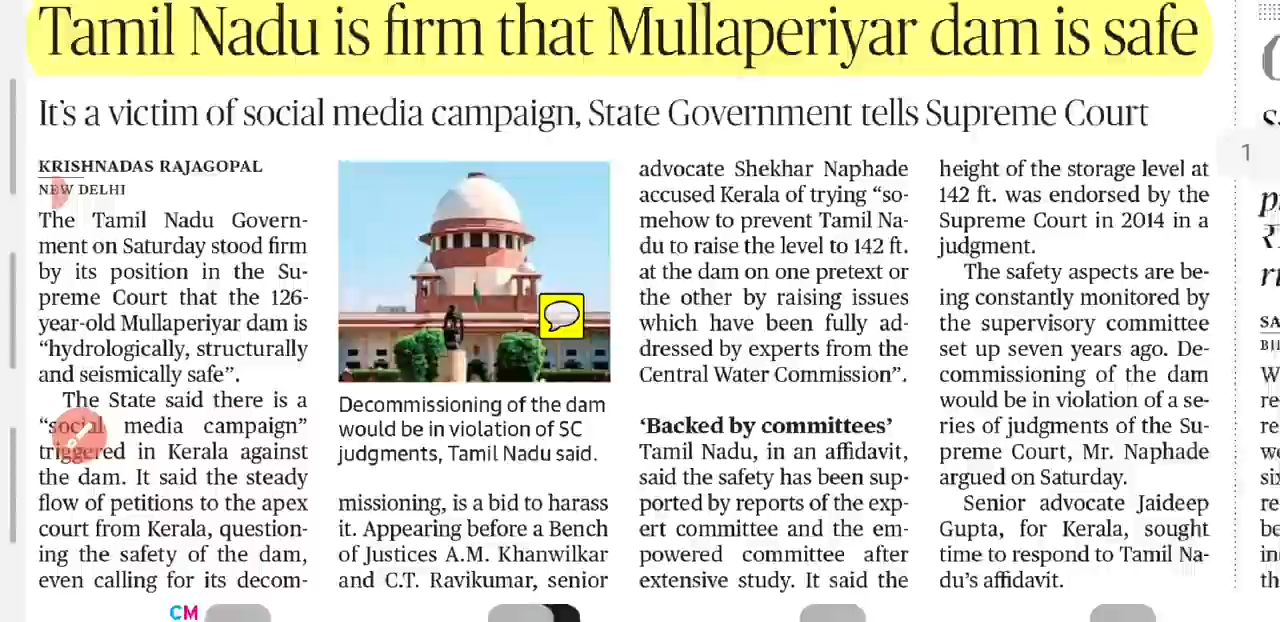 Tamil Nadu is firm that Mullaperiyar dam is safe
It's a victim of social media campaign, State Government tells Supreme Court
KRISHNADAS RAJAGOPAL
NEW DELHI
The Tamil Nadu Govern-
ment on Saturday stood firm
by its position in the Su-
preme Court that the 126-
year-old Mullaperiyar dam is
“hydrologically, structurally
and seismically safe”.
The State said there is a
“social media campaign”
triggered in Kerala against
the dam. It said the steady
flow of petitions to the apex
court from Kerala, question-
ing the safety of the dam,
even calling for its decom-
Decommissioning of the dam
would be in violation of SC
judgments, Tamil Nadu said.
missioning, is a bid to harass
it. Appearing before a Bench
of Justices A.M. Khanwilkar
and C.T. Ravikumar, senior
advocate Shekhar Naphade
accused Kerala of trying “so-
mehow to prevent Tamil Na-
du to raise the level to 142 ft.
at the dam on one pretext or
the other by raising issues
which have been fully ad-
dressed by experts from the
Central Water Commission”.
‘Backed by committees’
Tamil Nadu, in an affidavit,
said the safety has been sup-
ported by reports of the exp-
ert committee and the em-
powered committee after
extensive study. It said the
height of the storage level at
142 ft. was endorsed by the
Supreme Court in 2014 in a
judgment.
The safety aspects are be-
ing constantly monitored by
the supervisory committee
set up seven years ago. De-
commissioning of the dam
would be in violation of a se-
ries of judgments of the Su-
preme Court, Mr. Naphade
argued on Saturday.
Senior advocate Jaideep
Gupta, for Kerala, sought
time to respond to Tamil Na-
du's affidavit.
1
CM